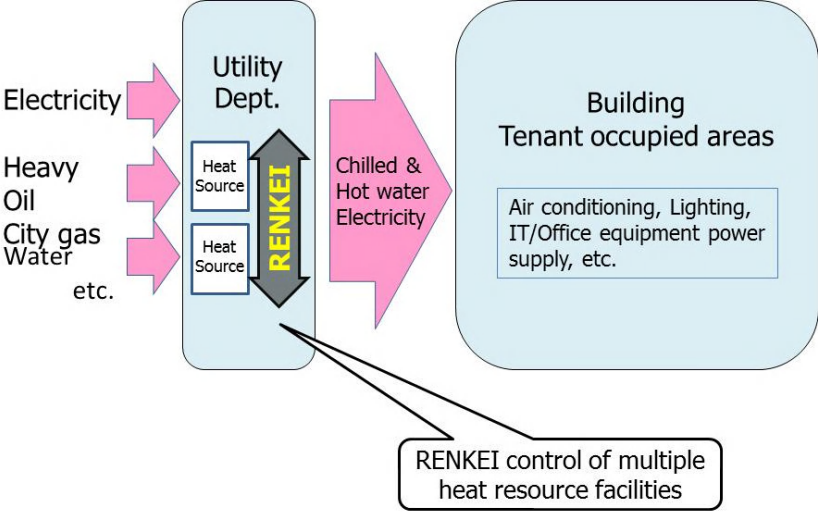 Electricity
Heavy
Oil
City gas
Water
etc.
Utility
Dept.
Heat
Source
Heat
Source
RENKEI
Chilled &
Hot water
Electricity
Building
Tenant occupied areas
Air conditioning, Lighting,
IT/Office equipment power
supply, etc.
RENKEI control of multiple
heat resource facilities